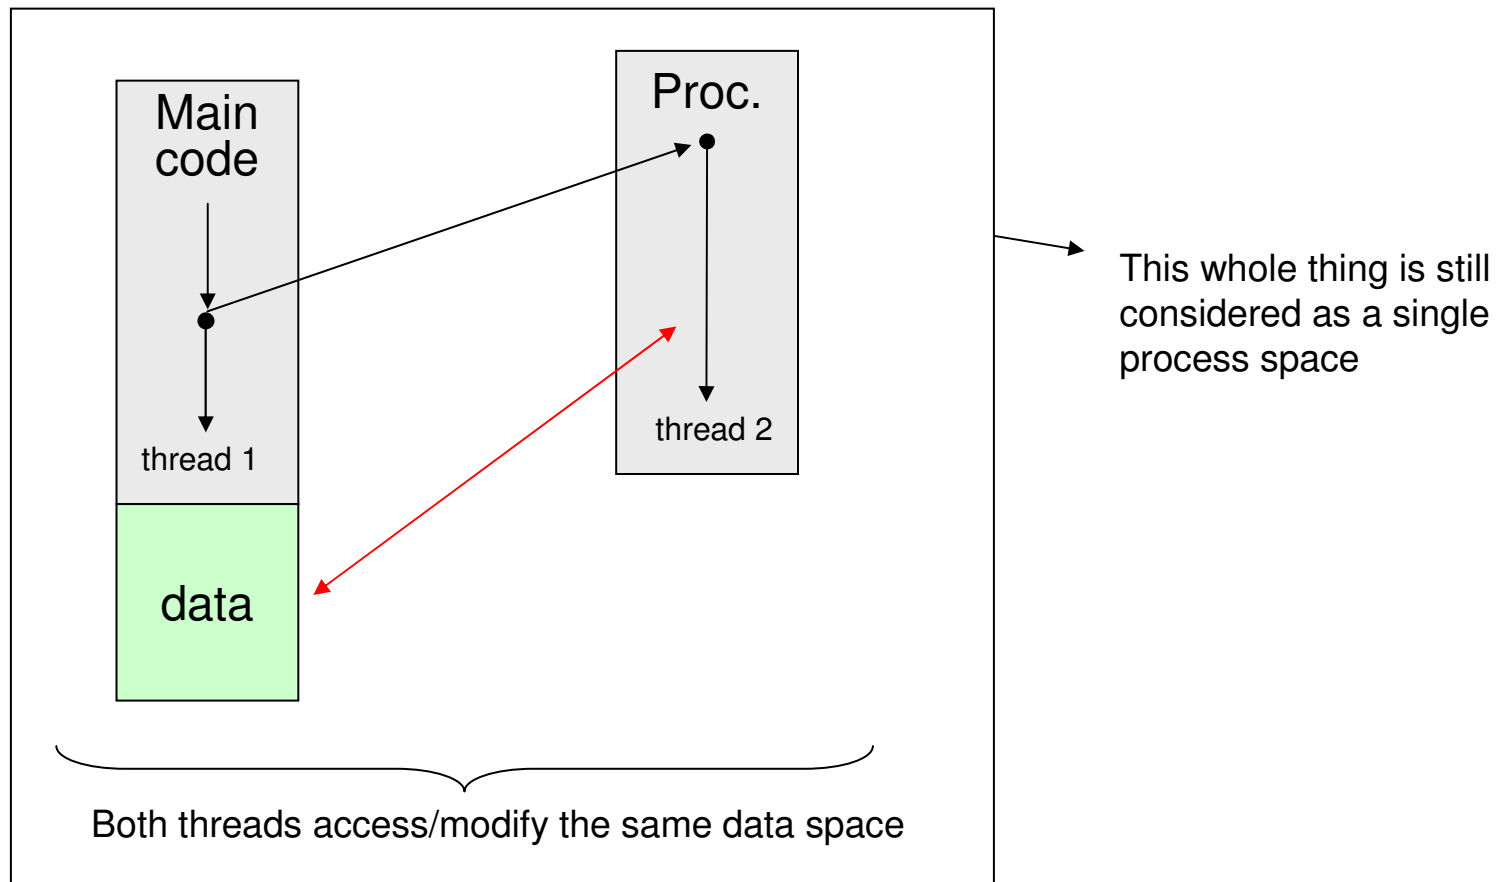 Main
code
Proc.
thread 1
thread 2
data
This whole thing is still
considered as a single
process space
Both threads access/modify the same data space